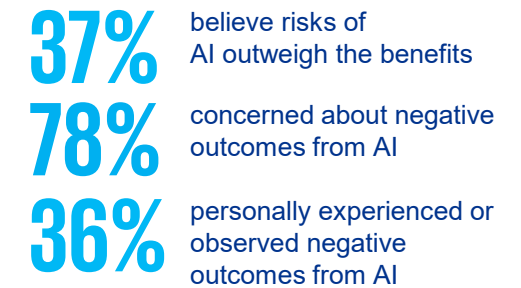 37% believe risks of
AI outweigh the benefits
78% concerned about negative
outcomes from AI
36% personally experienced or
observed negative
outcomes from AI